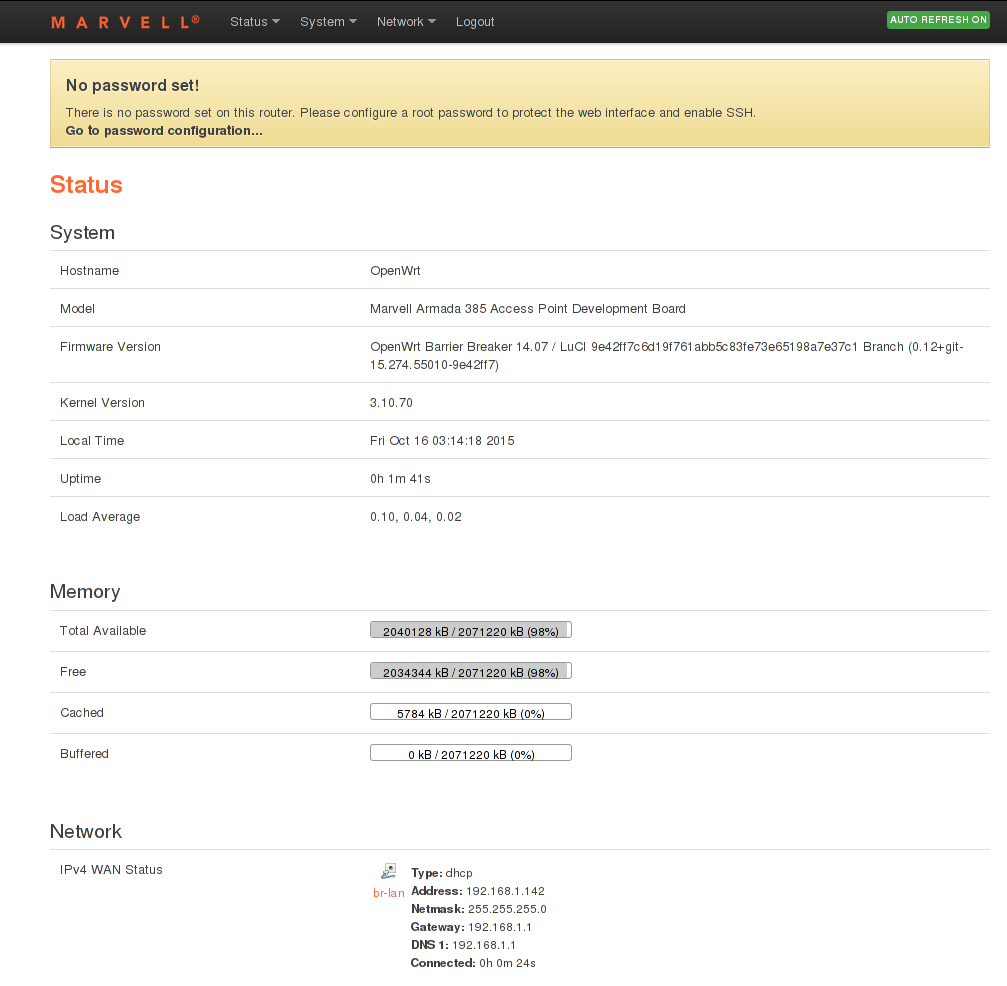 MARVELL® Status System Network Logout AUTO REFRESH ON
No password set!
There is no password set on this router. Please configure a root password to protect the web interface and enable SSH.
Go to password configuration...
Status
System
Hostname OpenWrt
Model Marvell Armada 385 Access Point Development Board
Firmware Version OpenWrt Barrier Breaker 14.07 / LuCI 9e42ff7c6d19f761abb5c83fe73e65198a7e37c1 Branch (0.12+git-
15.274.55010-9e42ff7)
Kernel Version 3.10.70
Local Time Fri Oct 16 03:14:18 2015
Uptime 0h 1m 41s
Load Average 0.10, 0.04, 0.02
Memory
Total Available 2040128 kB / 2071220 kB (98%)
Free 2034344 kB / 2071220 kB (98%)
Cached 5784 kB / 2071220 kB (0%)
Buffered 0 kB / 2071220 kB (0%)
Network
IPv4 WAN Status Type: dhcp
br-lan Address: 192.168.1.142
Netmask: 255.255.255.0
Gateway: 192.168.1.1
DNS 1: 192.168.1.1
Connected: 0h 0m 24s